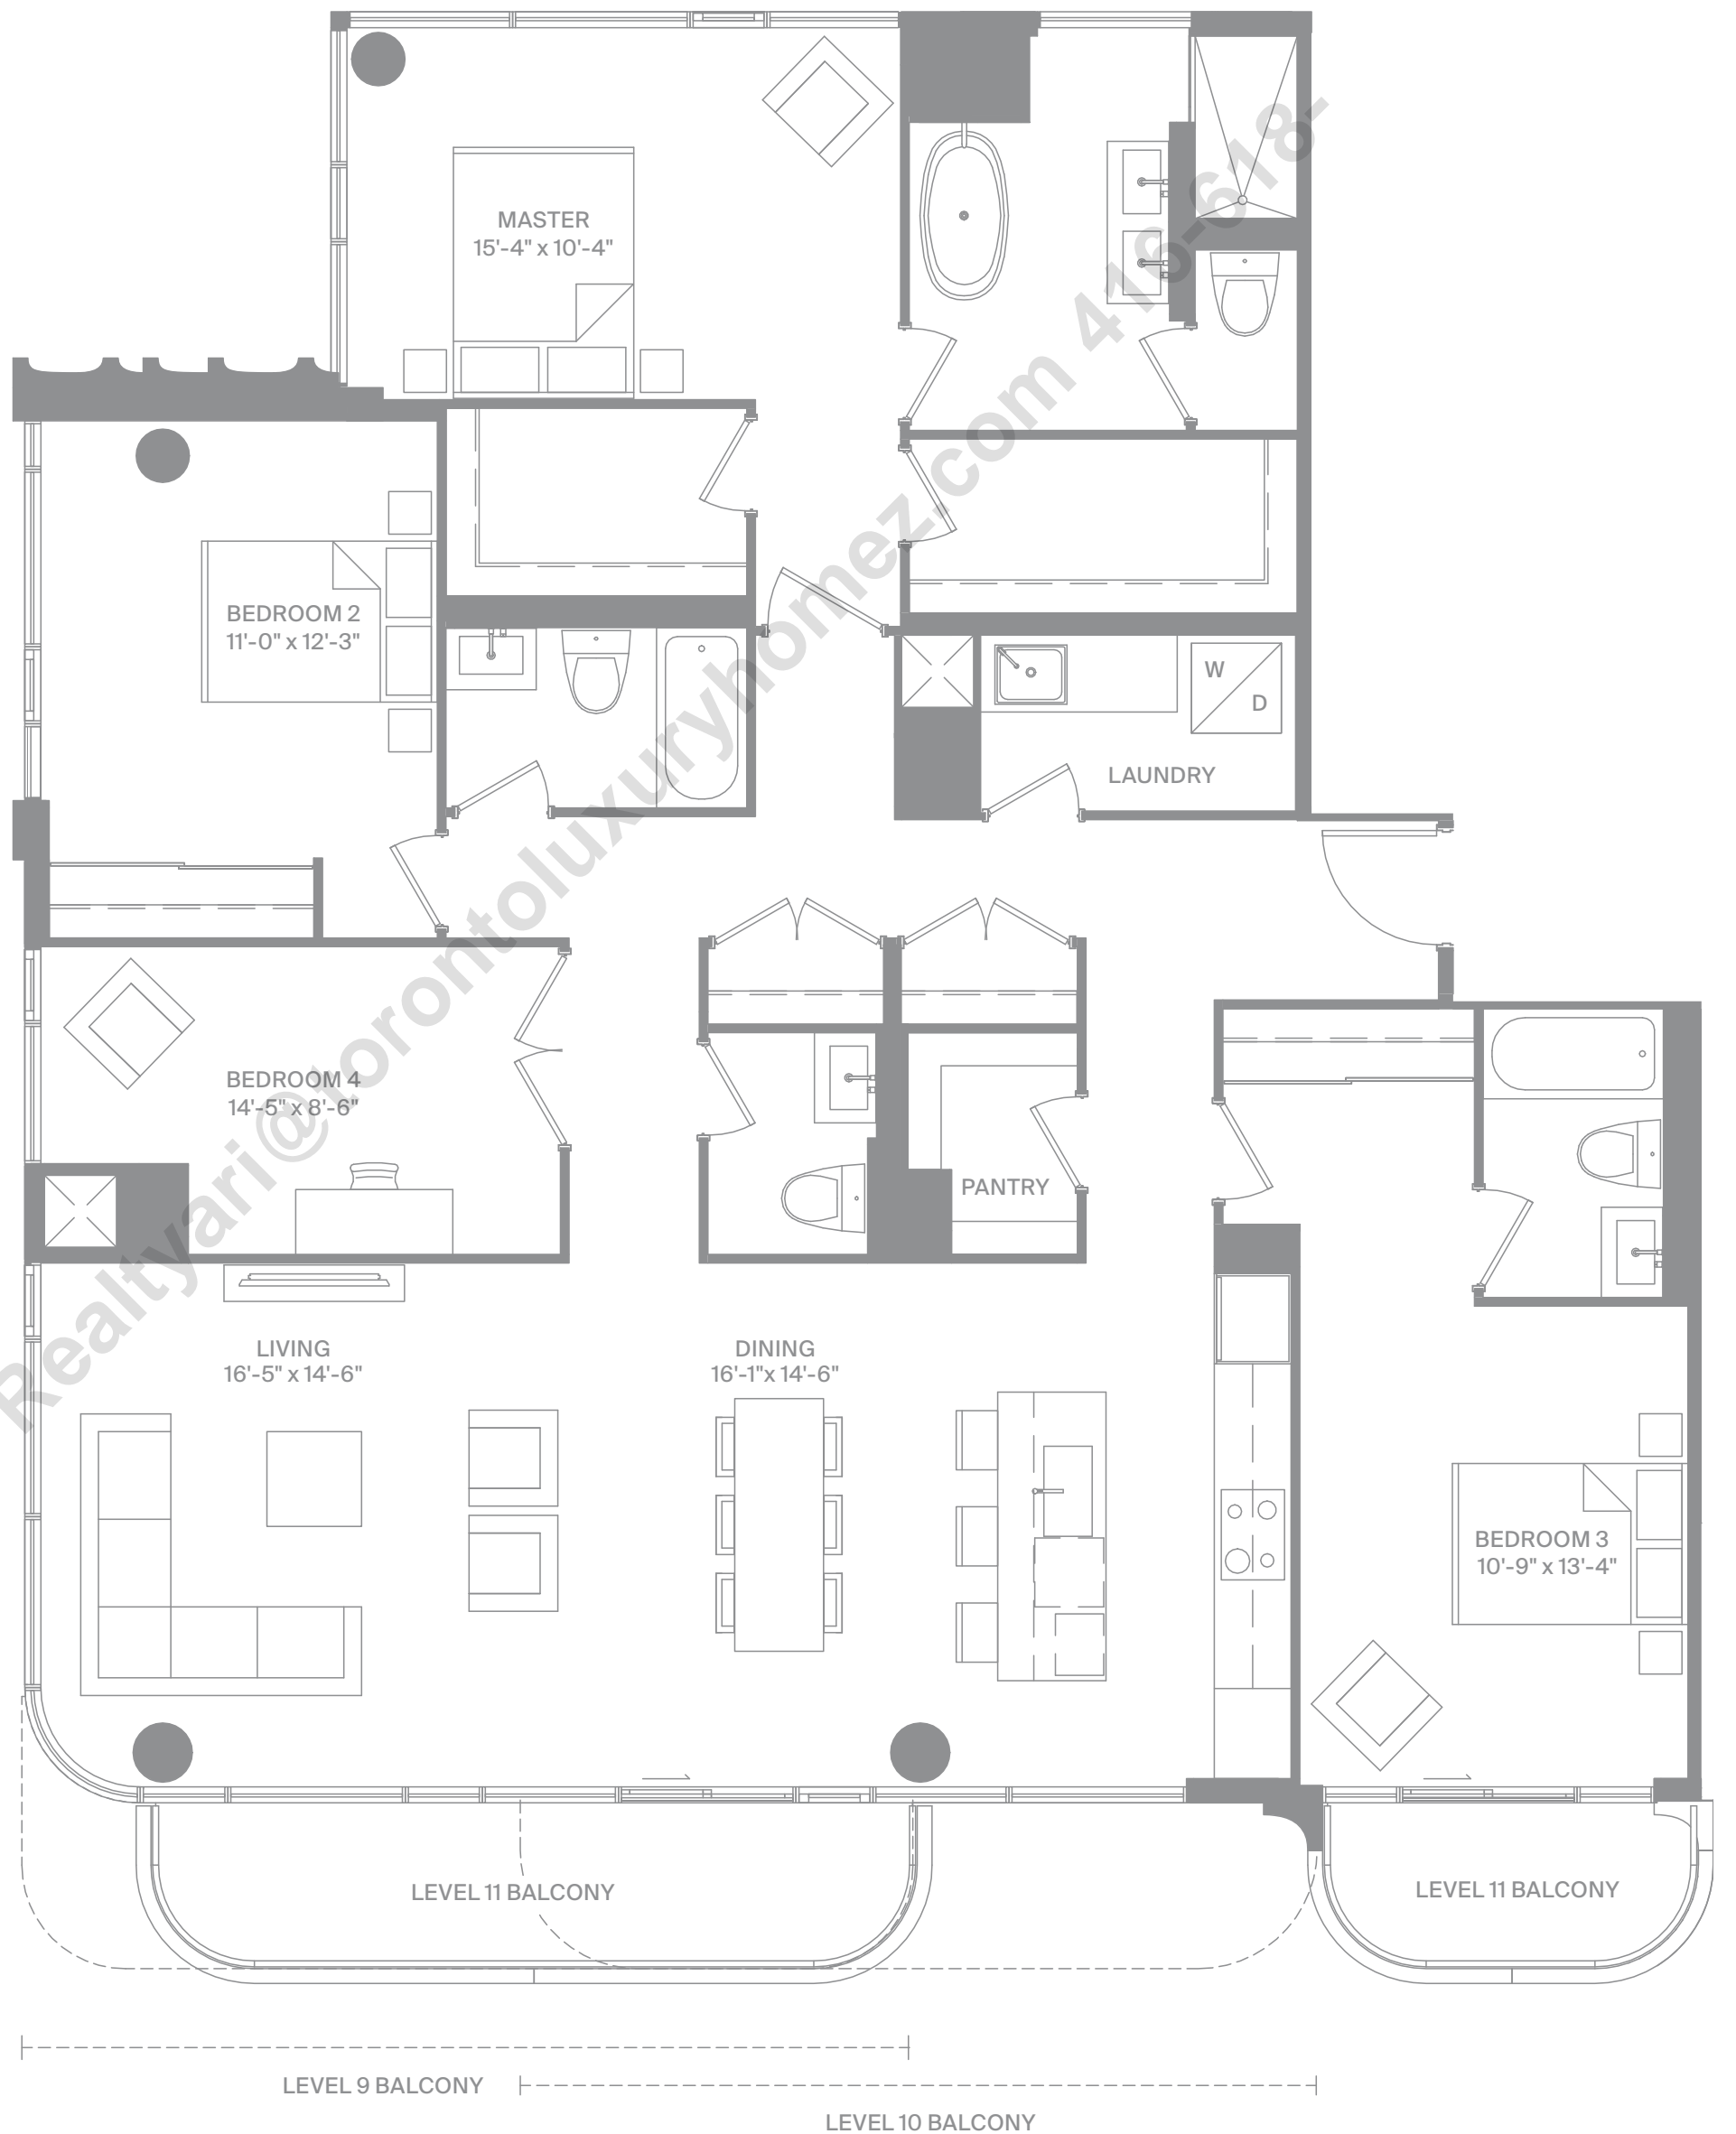 MASTER
15'-4" x 10'-4"
BEDROOM 2
11'-0" x 12'-3"
W
D
LAUNDRY
BEDROOM 4
14'-5" x 8'-6"
PANTRY
LIVING
16'-5" x 14'-6"
DINING
16'-1"x 14'-6"
BEDROOM 3
10'-9" x 13'-4"
LEVEL 11 BALCONY
LEVEL 11 BALCONY
LEVEL 9 BALCONY
LEVEL 10 BALCONY
Realtyari@torontoluxuryhomez.com 416-618-